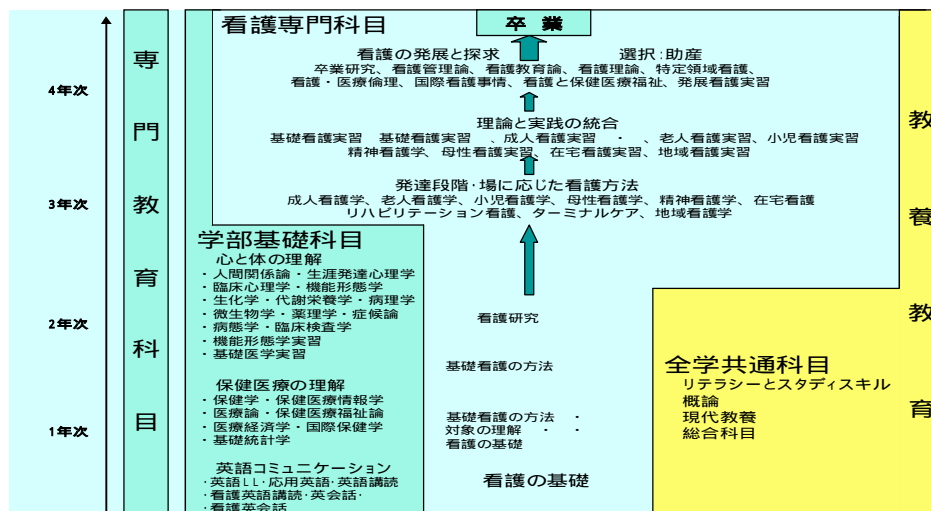 看護専門科目
卒 業
看護の発展と探求
選択:助産
卒業研究、看護管理論、看護教育論、看護理論、特定領域看護、
看護・医療倫理、国際看護事情、看護と保健医療福祉、発展看護実習
理論と実践の統合
基礎看護実習 基礎看護実習 、成人看護実習 ・ 、老人看護実習、小児看護実習
精神看護学、母性看護実習、在宅看護実習、地域看護実習
発達段階・場に応じた看護方法
成人看護学、老人看護学、小児看護学、母性看護学、精神看護学、在宅看護
リハビリテーション看護、ターミナルケア、地域看護学
4年次
3年次
2年次
1年次
専門教育科目
学部基礎科目
心と体の理解
・人間関係論・生涯発達心理学
・臨床心理学・機能形態学
・生化学・代謝栄養学・病理学
・微生物学・薬理学・症候論
・病態学・臨床検査学
・機能形態学実習
・基礎医学実習
保健医療の理解
・保健学・保健医療情報学
・医療論・保健医療福祉論
・医療経済学・国際保健学
・基礎統計学
英語コミュニケーション
・英語LL・応用英語・英語講読
・看護英語講読・英会話・
・看護英会話
看護研究
基礎看護の方法
基礎看護の方法 ・
対象の理解 ・ ・
看護の基礎
看護の基礎
全学共通科目
リテラシーとスタディスキル
概論
現代教養
総合科目
教養教育